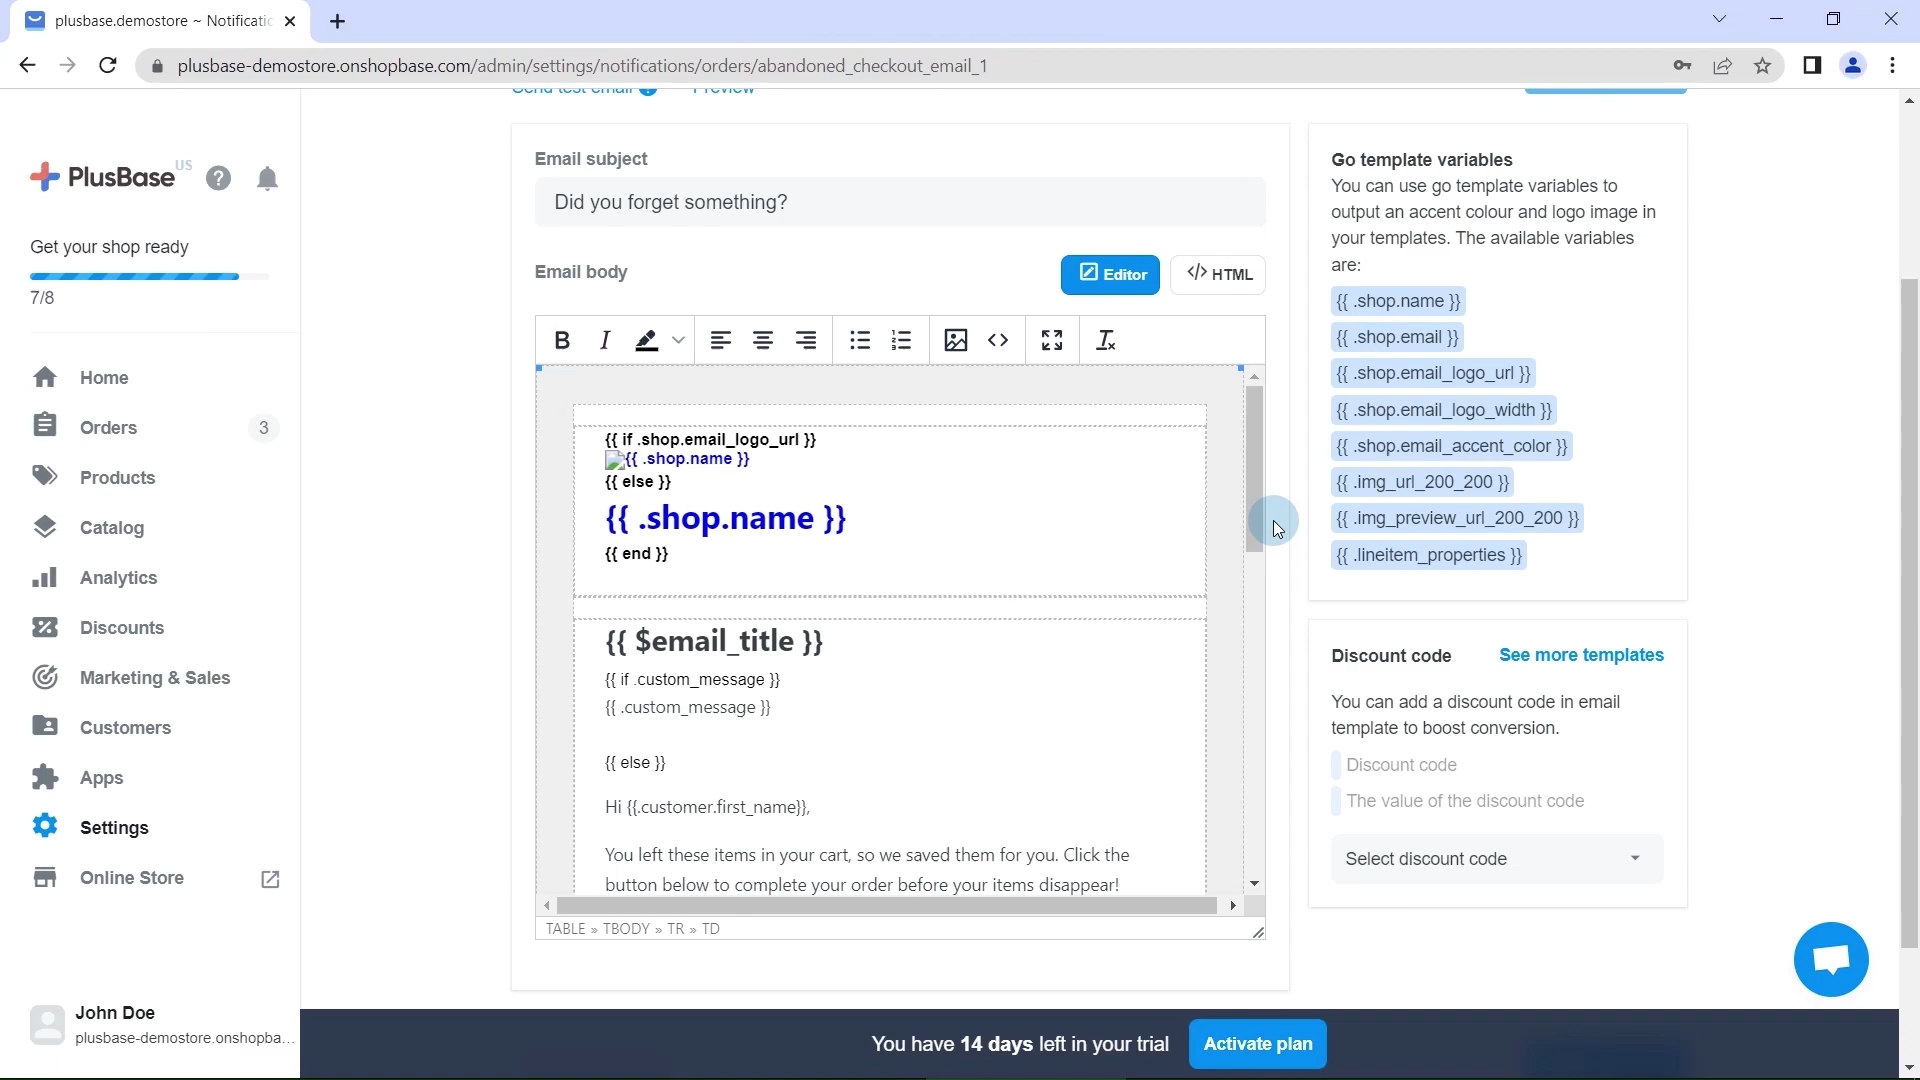 plusbase.demostore ~ Notificatic
plusbase-demostore.onshopbase.com/admin/settings/notifications/orders/abandoned_checkout_email_1
Send test email Preview
PlusBase US
Get your shop ready
7/8
Home
Orders 3
Products
Catalog
Analytics
Discounts
Marketing & Sales
Customers
Apps
Settings
Online Store
John Doe
plusbase-demostore.onshopba...
Email subject
Did you forget something?
Email body
Editor
</> HTML
{{ if .shop.email_logo_url }}
{{ .shop.name }}
{{ else }}
{{ .shop.name }}
{{ end }}
{{ $email_title }}
{{ if .custom_message }}
{{ .custom_message }}
{{ else }}
Hi {{.customer.first_name}},
You left these items in your cart, so we saved them for you. Click the
button below to complete your order before your items disappear!
TABLE » TBODY » TR » TD
Go template variables
You can use go template variables to
output an accent colour and logo image in
your templates. The available variables
are:
{{ .shop.name }}
{{ .shop.email }}
{{ .shop.email_logo_url }}
{{ .shop.email_logo_width }}
{{ .shop.email_accent_color }}
{{ .img_url_200_200 }}
{{ .img_preview_url_200_200 }}
{{ .lineitem_properties }}
Discount code See more templates
You can add a discount code in email
template to boost conversion.
Discount code
The value of the discount code
Select discount code
You have 14 days left in your trial
Activate plan